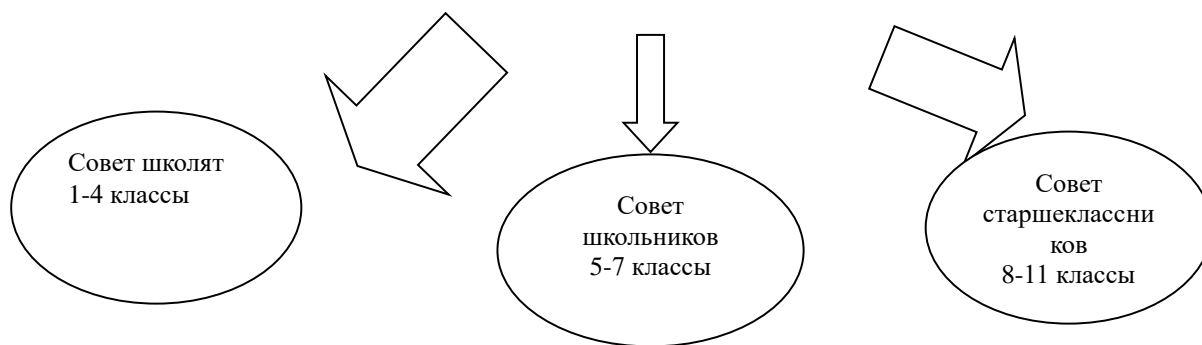 Совет школят
1-4 классы
Совет
школьников
5-7 классы
Совет
старшеклассни
ков
8-11 классы